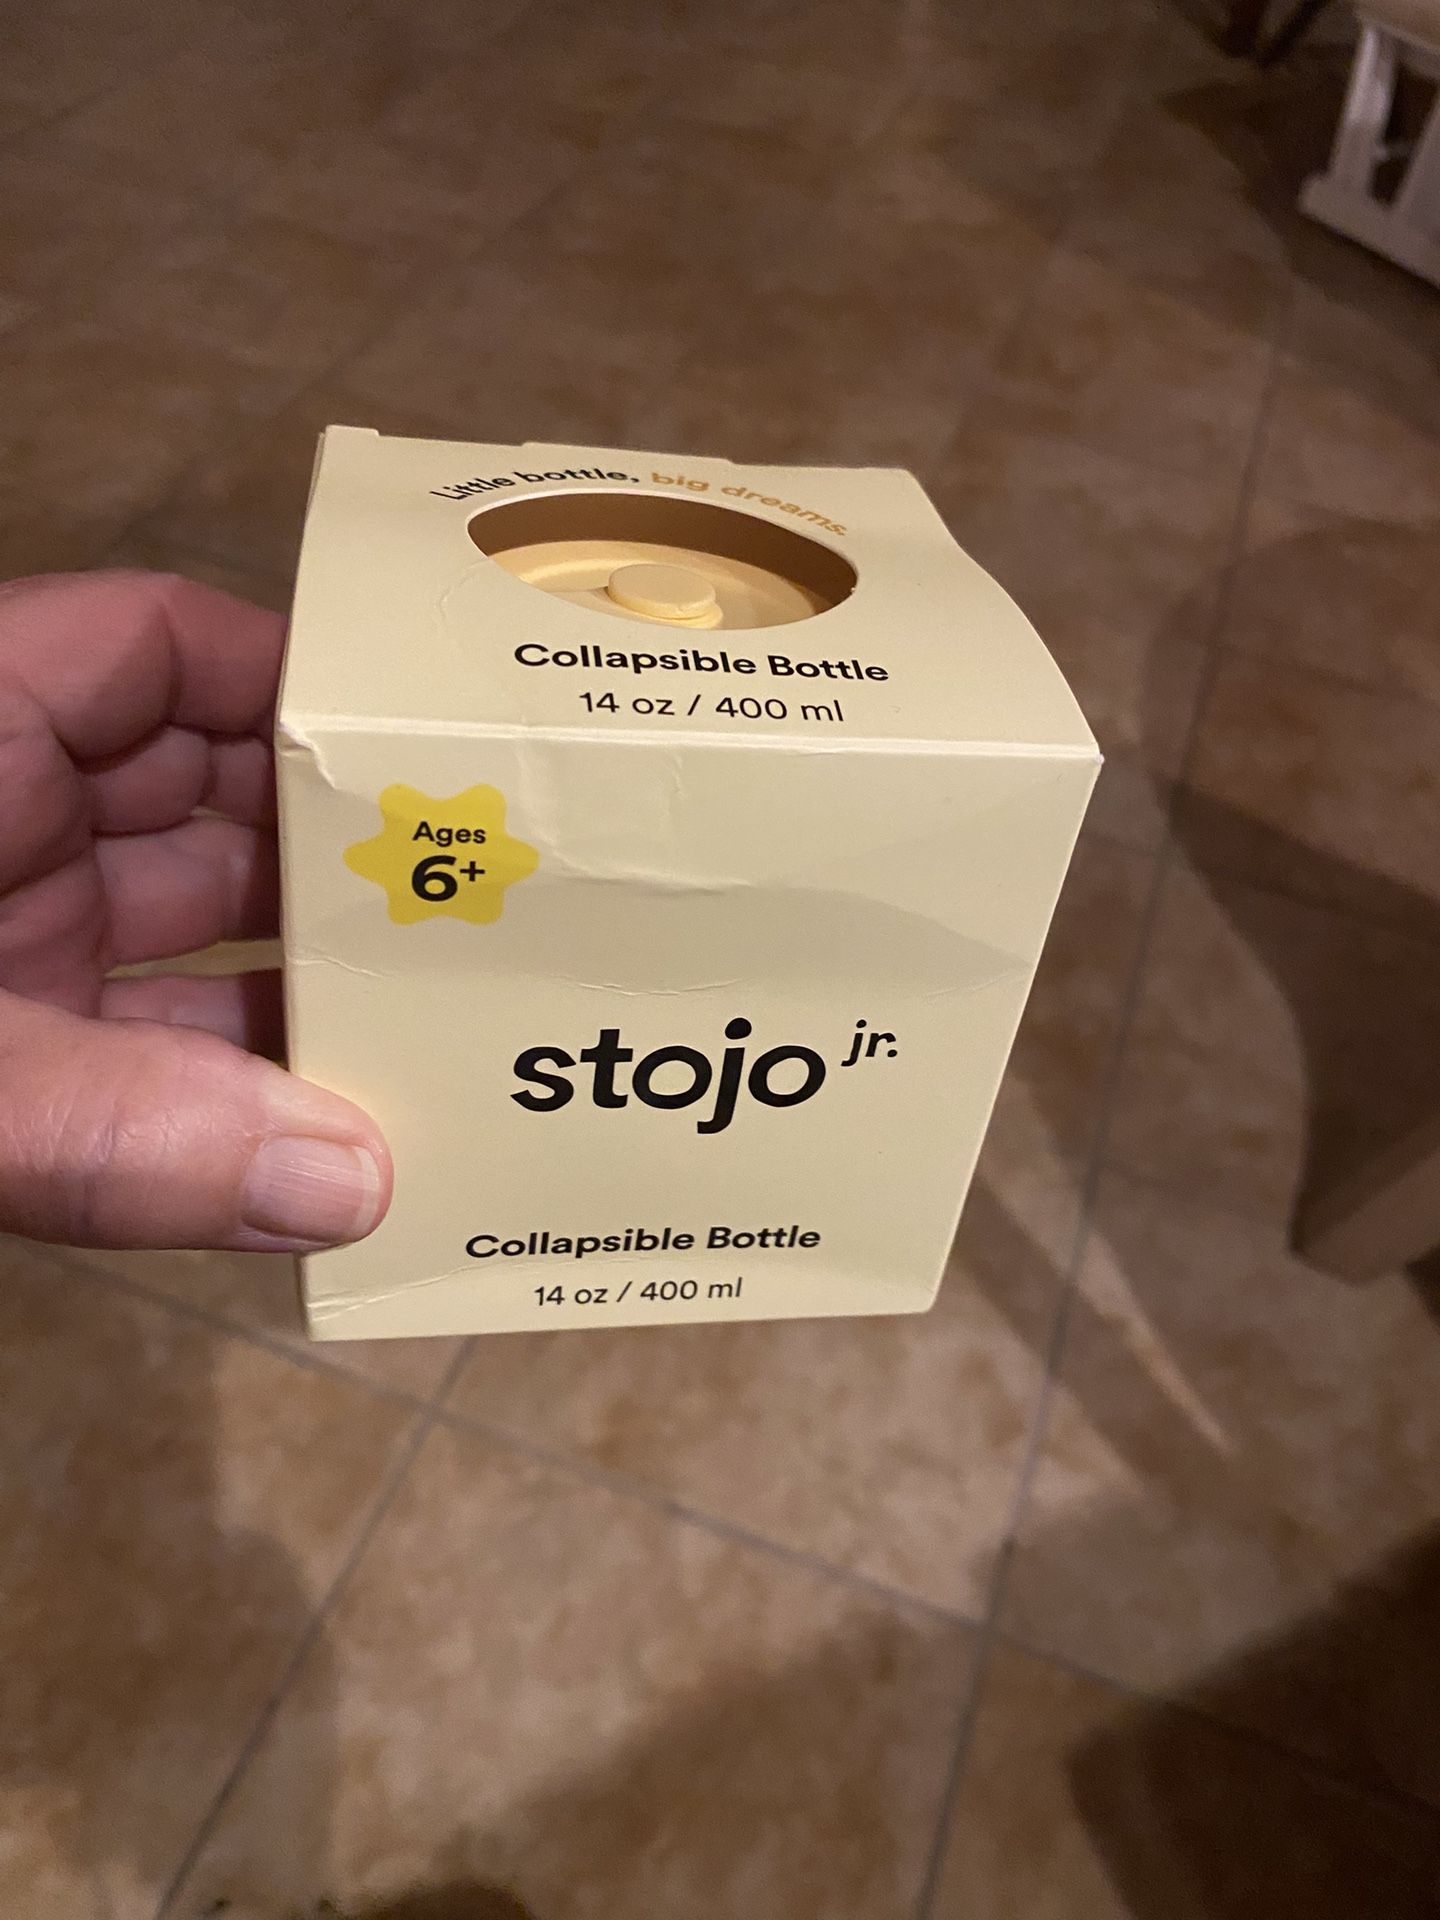 Little bottle, big dreams.
Collapsible Bottle
14 oz / 400 ml
Ages
6+
stojo jr.
Collapsible Bottle
14 oz / 400 ml